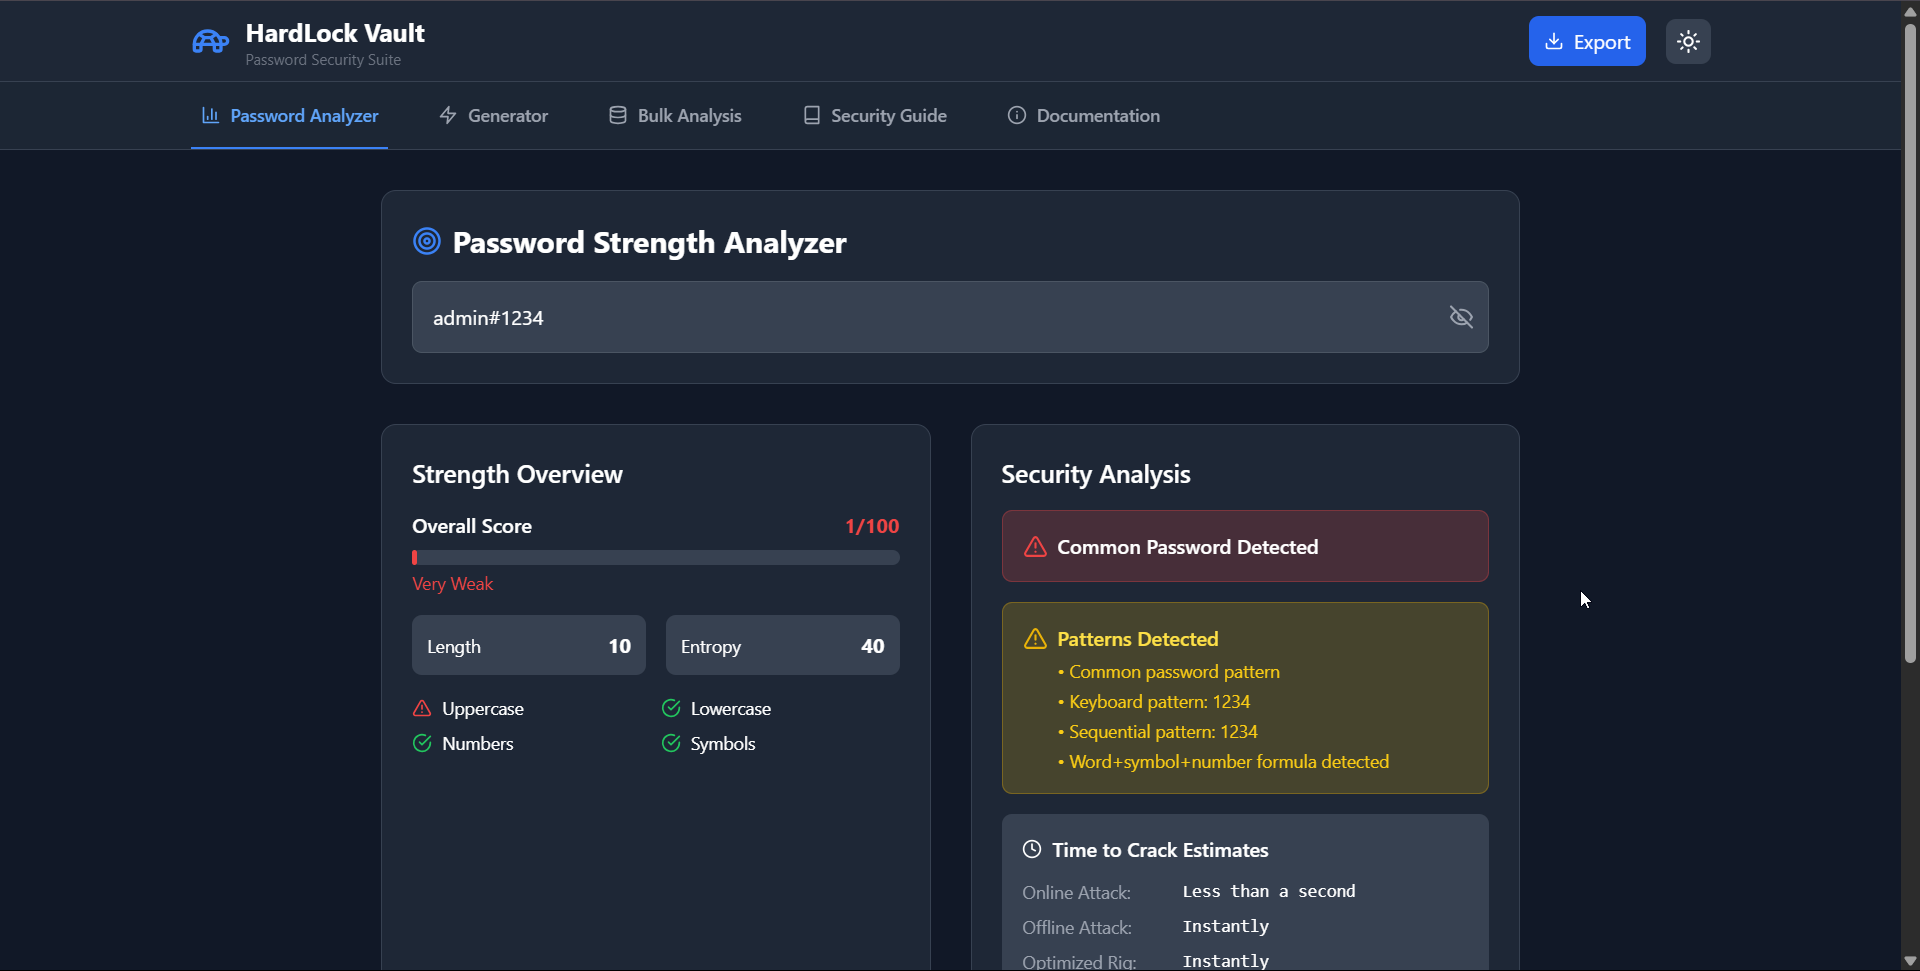 HardLock Vault
Password Security Suite
Export
Password Analyzer
Generator
Bulk Analysis
Security Guide
Documentation
Password Strength Analyzer
admin#1234
Strength Overview
Overall Score
1/100
Very Weak
Length 10
Entropy 40
Uppercase
Lowercase
Numbers
Symbols
Security Analysis
Common Password Detected
Patterns Detected
• Common password pattern
• Keyboard pattern: 1234
• Sequential pattern: 1234
• Word+symbol+number formula detected
Time to Crack Estimates
Online Attack: Less than a second
Offline Attack: Instantly
Optimized Rig: Instantly